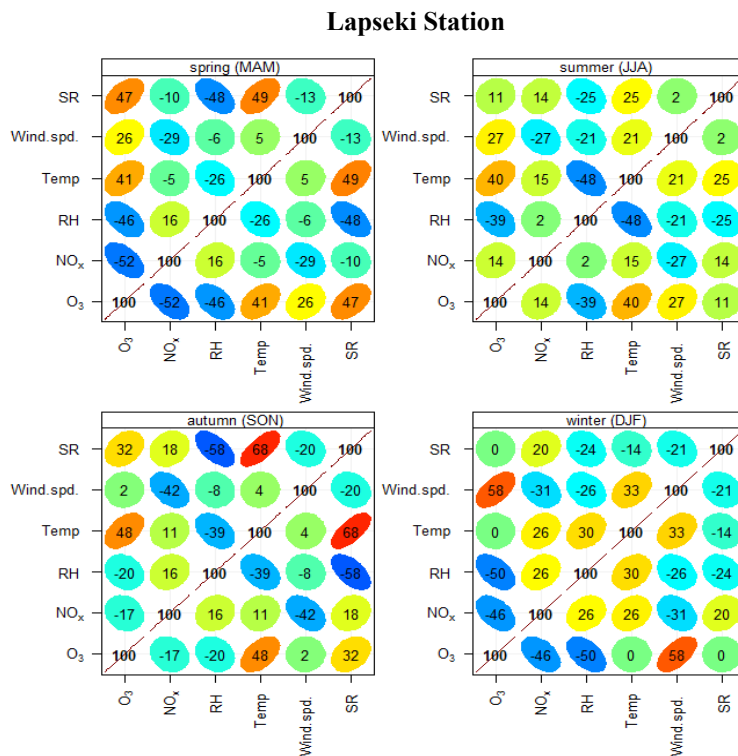 Lapseki Station
spring (MAM)
SR 47 -10 -48 49 -13 100
Wind.spd. 26 -29 -6 5 100 -13
Temp 41 -5 -26 100 5 49
RH -46 16 100 -26 -6 -48
NOₓ -52 100 16 -5 -29 -10
O₃ 100 -52 -46 41 26 47
O₃ NOₓ RH Temp Wind.spd. SR
summer (JJA)
SR 11 14 -25 25 2 100
Wind.spd. 27 -27 -21 21 100 2
Temp 40 15 -48 100 21 25
RH -39 2 100 -48 -21 -25
NOₓ 14 100 2 15 -27 14
O₃ 100 14 -39 40 27 11
O₃ NOₓ RH Temp Wind.spd. SR
autumn (SON)
SR 32 18 -58 68 -20 100
Wind.spd. 2 -42 -8 4 100 -20
Temp 48 11 -39 100 4 68
RH -20 16 100 -39 -8 -58
NOₓ -17 100 16 11 -42 18
O₃ 100 -17 -20 48 2 32
O₃ NOₓ RH Temp Wind.spd. SR
winter (DJF)
SR 0 20 -24 -14 -21 100
Wind.spd. 58 -31 -26 33 100 -21
Temp 0 26 30 100 33 -14
RH -50 26 100 30 -26 -24
NOₓ -46 100 26 26 -31 20
O₃ 100 -46 -50 0 58 0
O₃ NOₓ RH Temp Wind.spd. SR